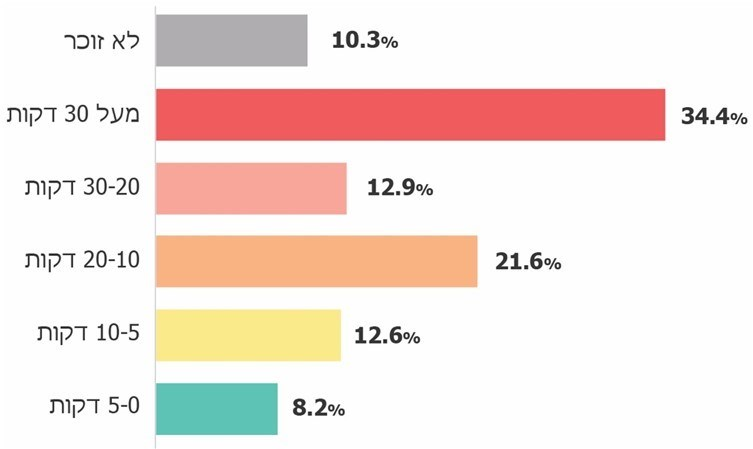 לא זוכר 10.3%
מעל 30 דקות 34.4%
30-20 דקות 12.9%
20-10 דקות 21.6%
10-5 דקות 12.6%
5-0 דקות 8.2%